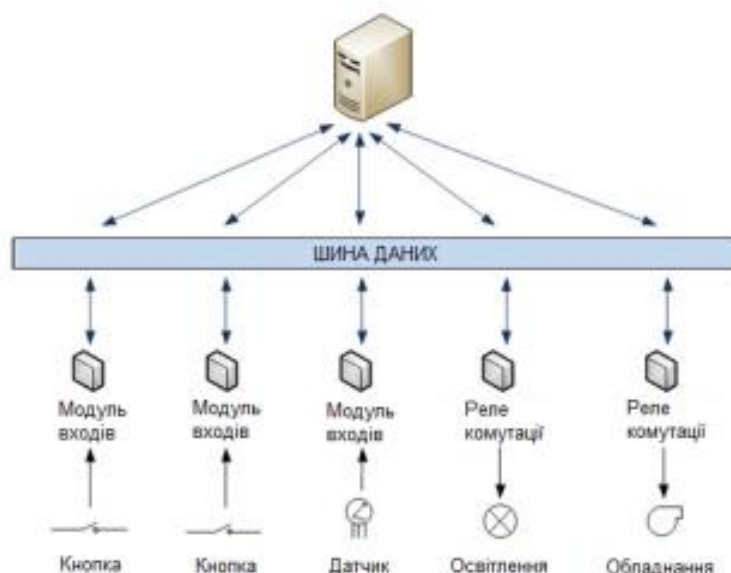 ШИНА ДАНИХ
Модуль входів
Модуль входів
Модуль входів
Реле комутації
Реле комутації
Кнопка
Кнопка
Датчик
Освітлення
Обладнання